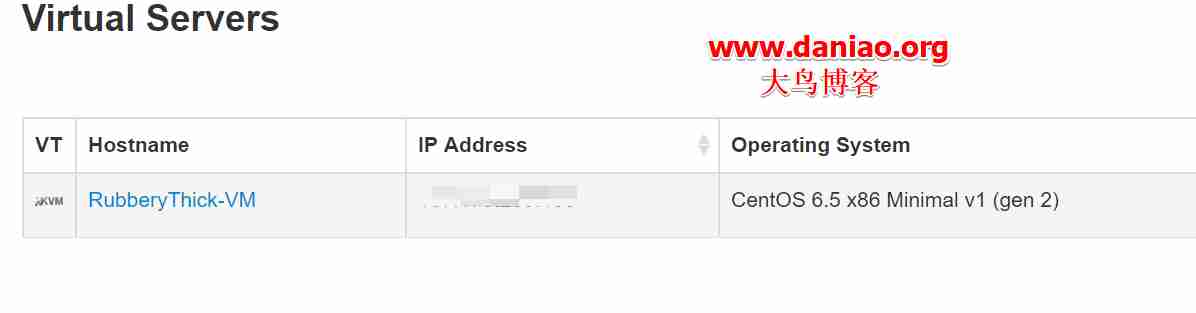 Virtual Servers
www.daniao.org
大鸟博客
VT Hostname IP Address Operating System
KVM RubberyThick-VM CentOS 6.5 x86 Minimal v1 (gen 2)